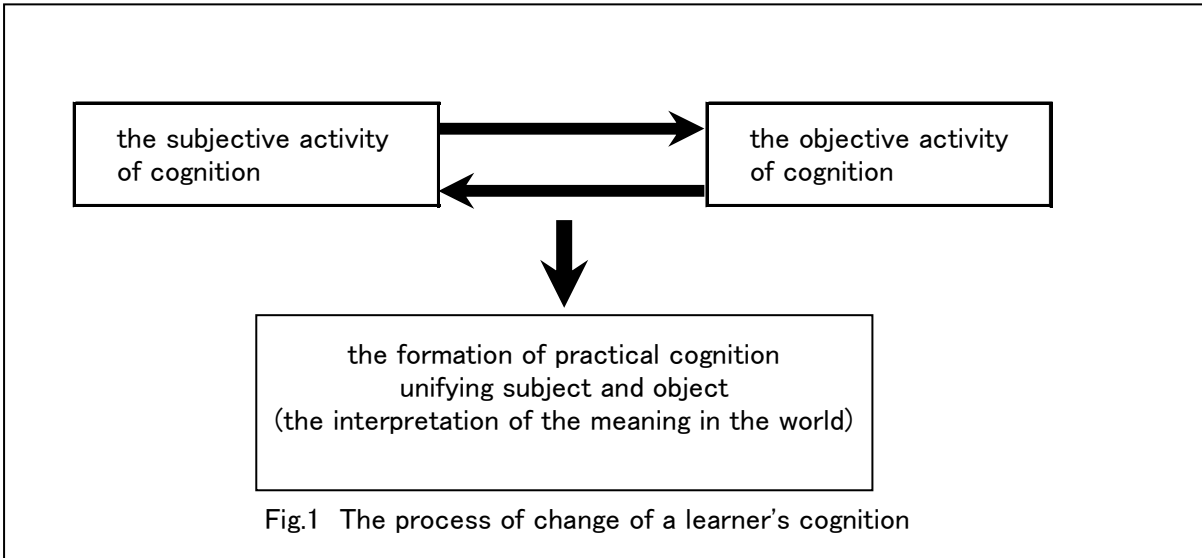 the subjective activity
of cognition
the objective activity
of cognition
the formation of practical cognition
unifying subject and object
(the interpretation of the meaning in the world)
Fig.1 The process of change of a learner's cognition